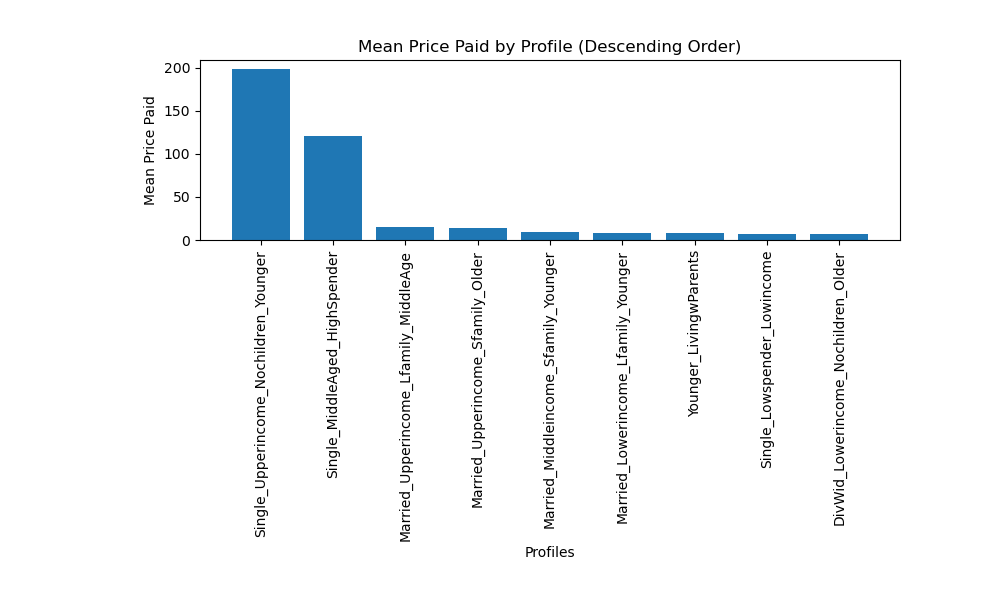 Mean Price Paid by Profile (Descending Order)
Mean Price Paid
200
150
100
50
0
Single_Upperincome_Nochildren_Younger
Single_MiddleAged_HighSpender
Married_Upperincome_Lfamily_MiddleAge
Married_Upperincome_Sfamily_Older
Married_Middleincome_Sfamily_Younger
Married_Lowerincome_Lfamily_Younger
Younger_LivingwParents
Single_Lowspender_Lowincome
DivWid_Lowerincome_Nochildren_Older
Profiles